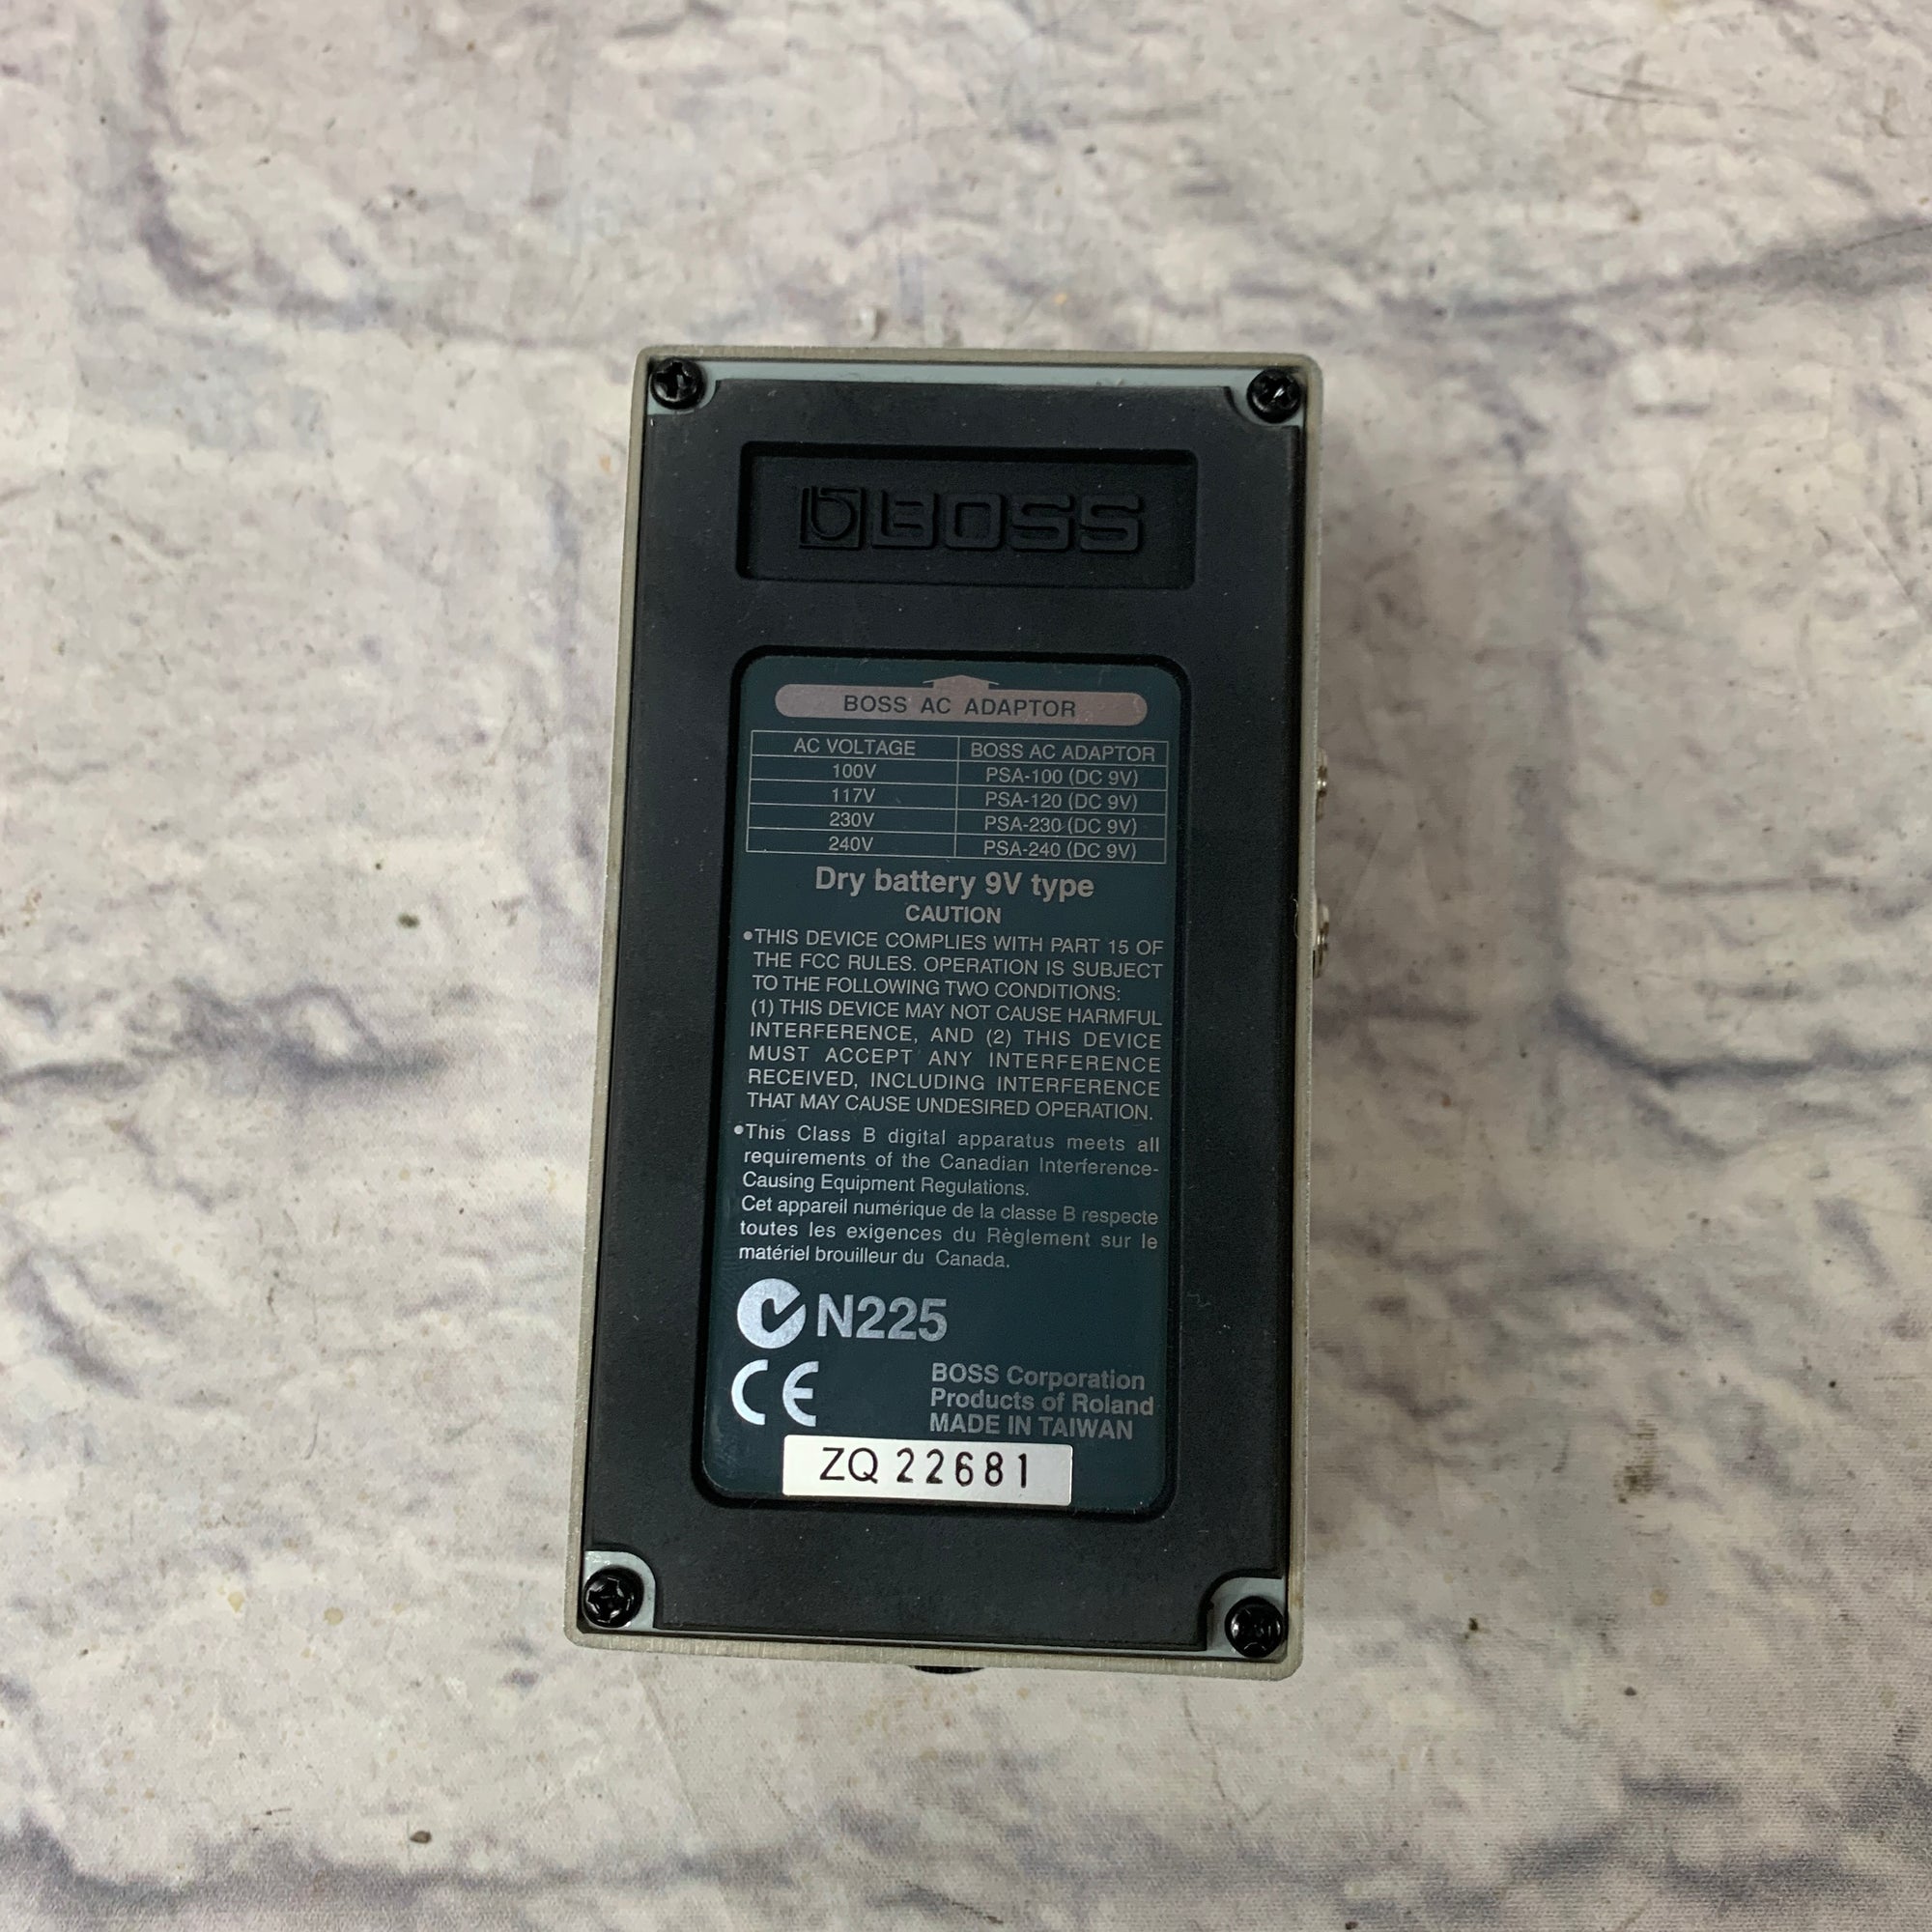 BOSS
BOSS AC ADAPTOR
AC VOLTAGE BOSS AC ADAPTOR
100V PSA-100 (DC 9V)
117V PSA-120 (DC 9V)
230V PSA-230 (DC 9V)
240V PSA-240 (DC 9V)
Dry battery 9V type
CAUTION
•THIS DEVICE COMPLIES WITH PART 15 OF
THE FCC RULES. OPERATION IS SUBJECT
TO THE FOLLOWING TWO CONDITIONS:
(1) THIS DEVICE MAY NOT CAUSE HARMFUL
INTERFERENCE, AND (2) THIS DEVICE
MUST ACCEPT ANY INTERFERENCE
RECEIVED, INCLUDING INTERFERENCE
THAT MAY CAUSE UNDESIRED OPERATION.
•This Class B digital apparatus meets all
requirements of the Canadian Interference-
Causing Equipment Regulations.
Cet appareil numérique de la classe B respecte
toutes les exigences du Règlement sur le
matériel brouilleur du Canada.
N225
CE
BOSS Corporation
Products of Roland
MADE IN TAIWAN
ZQ 22681